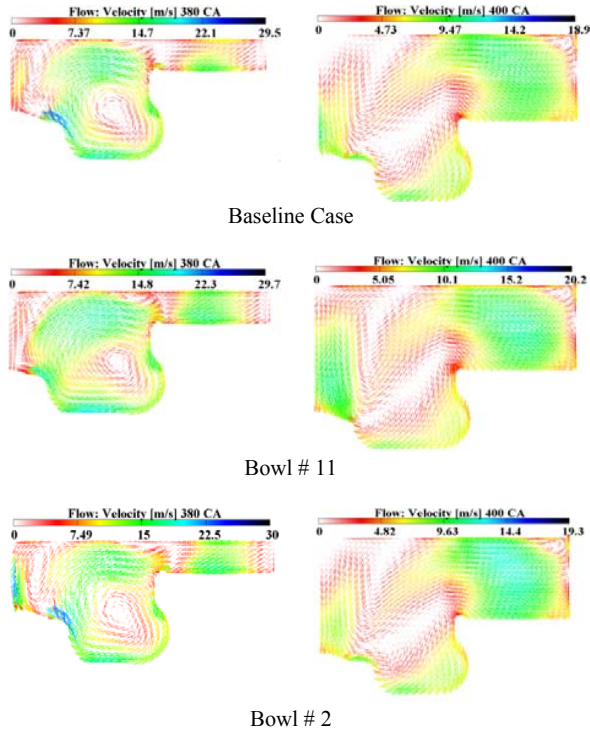 Flow: Velocity [m/s] 380 CA
0 7.37 14.7 22.1 29.5
Flow: Velocity [m/s] 400 CA
0 4.73 9.47 14.2 18.9
Baseline Case
Flow: Velocity [m/s] 380 CA
0 7.42 14.8 22.3 29.7
Flow: Velocity [m/s] 400 CA
0 5.05 10.1 15.2 20.2
Bowl # 11
Flow: Velocity [m/s] 380 CA
0 7.49 15 22.5 30
Flow: Velocity [m/s] 400 CA
0 4.82 9.63 14.4 19.3
Bowl # 2